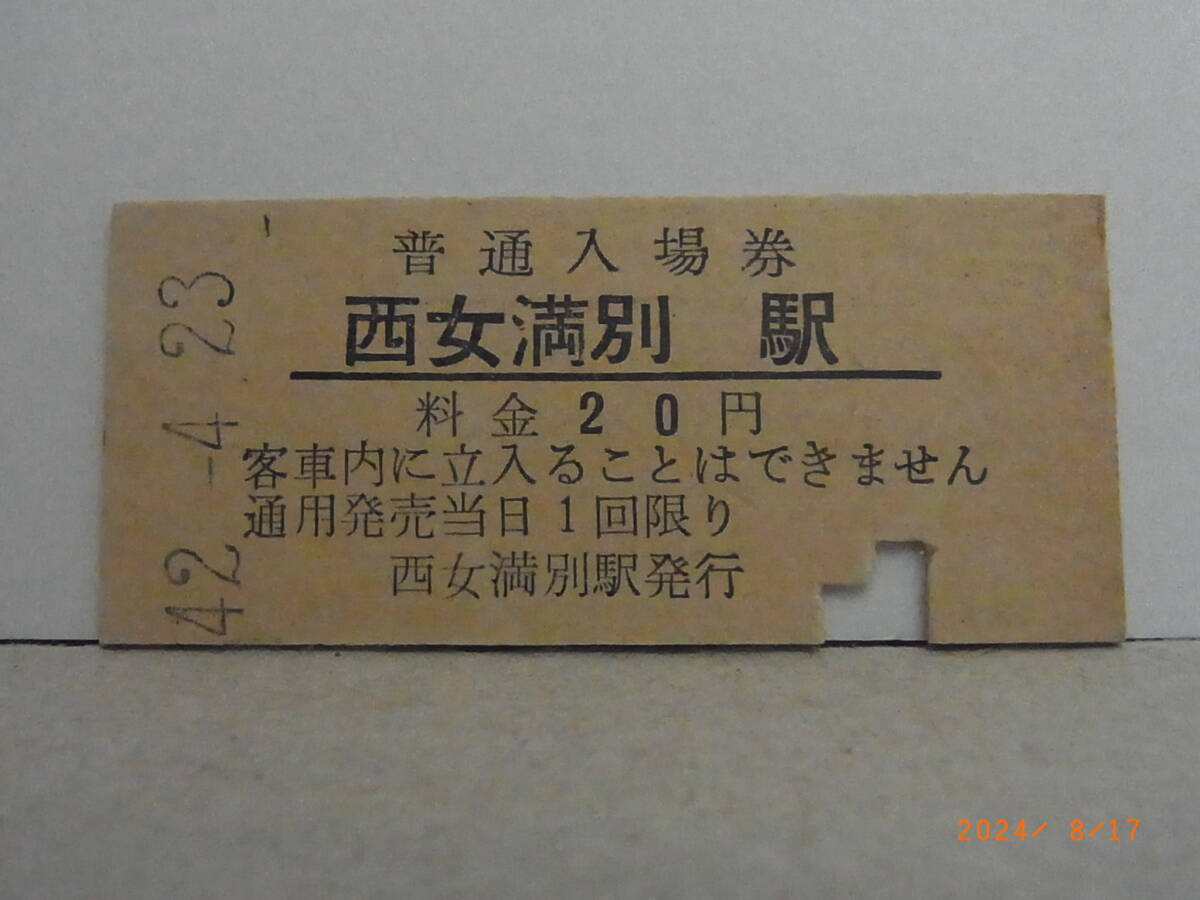 普通入場券
西女満別 駅
料金20円
客車内に立入ることはできません
通用発売当日1回限り
西女満別駅発行
42-4-23
2024/ 8/17